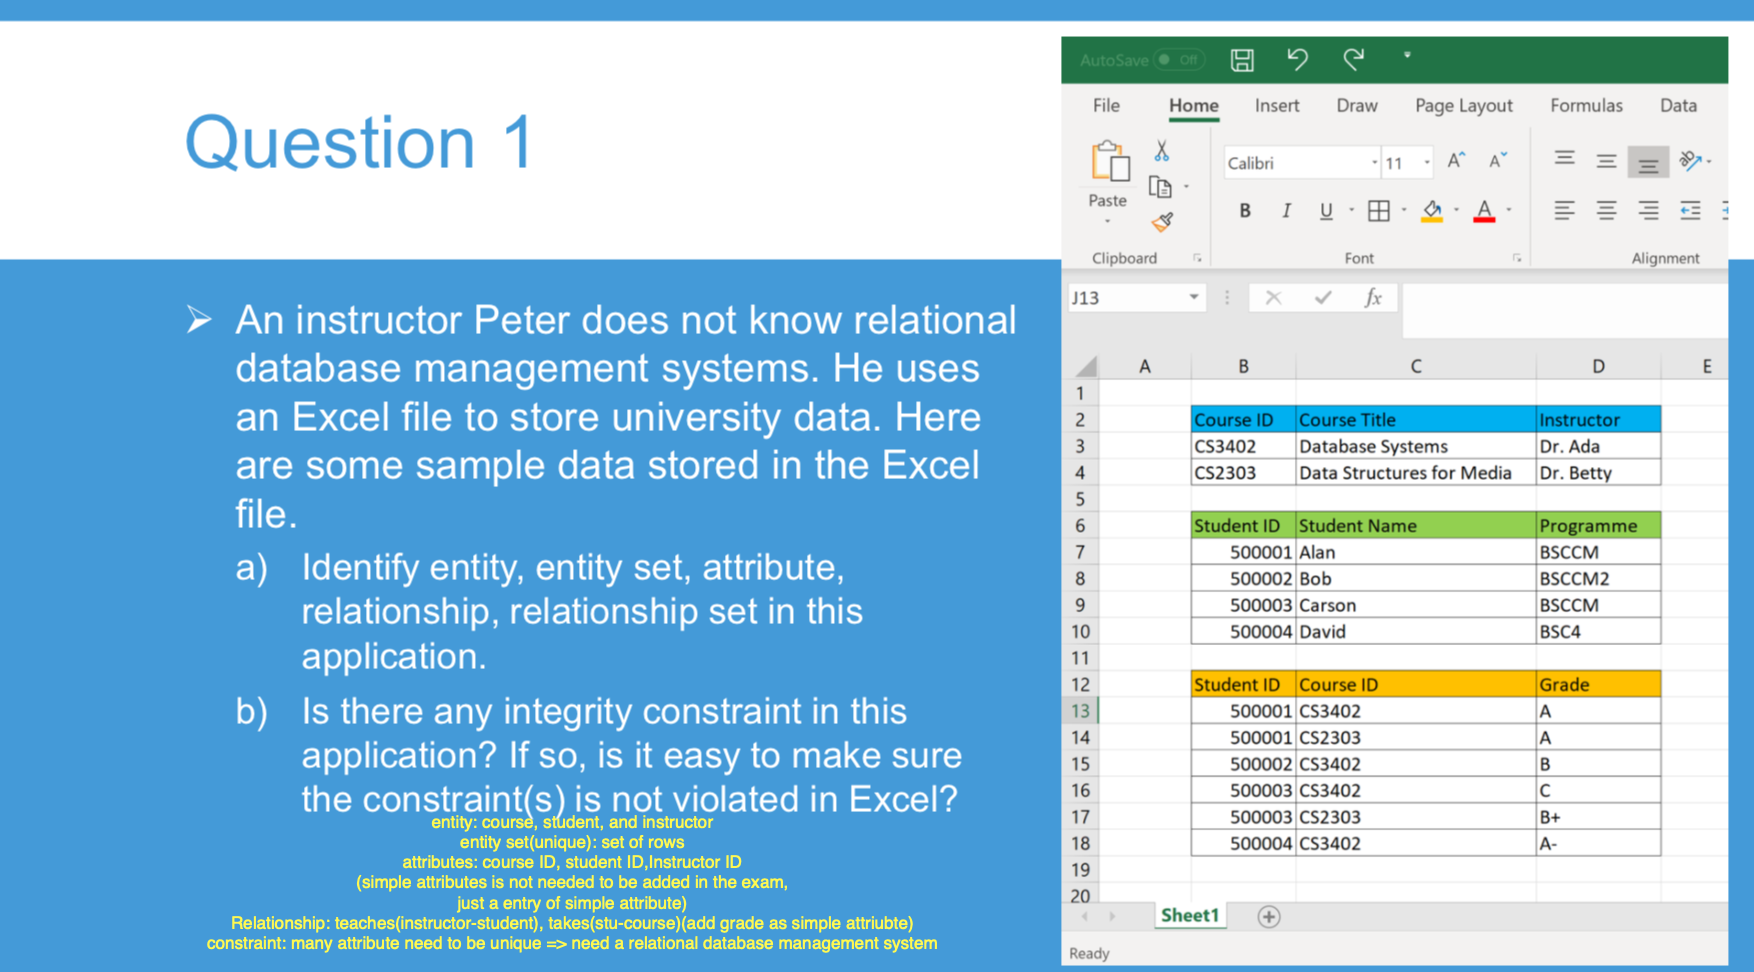 Question 1
➢ An instructor Peter does not know relational
database management systems. He uses
an Excel file to store university data. Here
are some sample data stored in the Excel
file.
a) Identify entity, entity set, attribute,
relationship, relationship set in this
application.
b) Is there any integrity constraint in this
application? If so, is it easy to make sure
the constraint(s) is not violated in Excel?
entity: course, student, and instructor
entity set(unique): set of rows
attributes: course ID, student ID,Instructor ID
(simple attributes is not needed to be added in the exam,
just a entry of simple attribute)
Relationship: teaches(instructor-student), takes(stu-course)(add grade as simple attriubte)
constraint: many attribute need to be unique => need a relational database management system
AutoSave Off
File Home Insert Draw Page Layout Formulas Data
Calibri 11 A A
Paste
B I U A
Clipboard Font Alignment
J13 fx
A B C D E
1
2 Course ID Course Title Instructor
3 CS3402 Database Systems Dr. Ada
4 CS2303 Data Structures for Media Dr. Betty
5
6 Student ID Student Name Programme
7 500001 Alan BSCCM
8 500002 Bob BSCCM2
9 500003 Carson BSCCM
10 500004 David BSC4
11
12 Student ID Course ID Grade
13 500001 CS3402 A
14 500001 CS2303 A
15 500002 CS3402 B
16 500003 CS3402 C
17 500003 CS2303 B+
18 500004 CS3402 A-
19
20
Sheet1
Ready